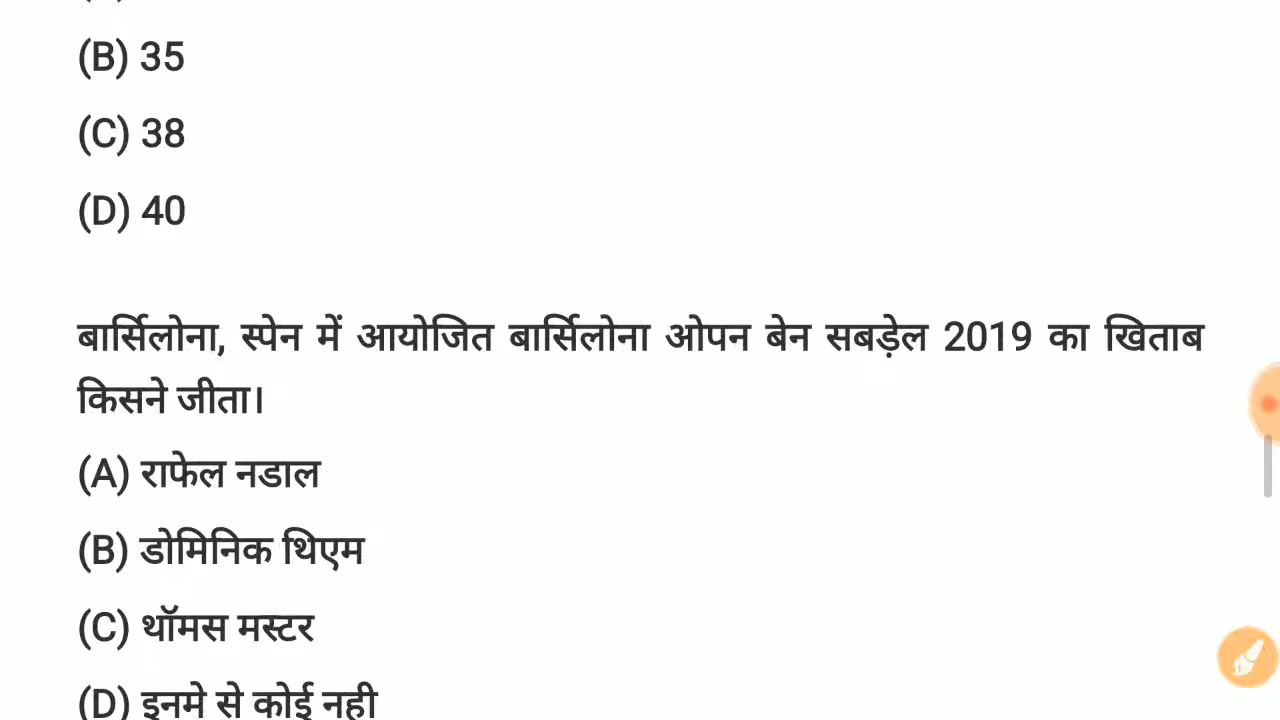 (B) 35
(C) 38
(D) 40
बार्सिलोना, स्पेन में आयोजित बार्सिलोना ओपन बेन सबड़ेल 2019 का खिताब
किसने जीता।
(A) राफेल नडाल
(B) डोमिनिक थिएम
(C) थॉमस मस्टर
(D) इनमे से कोई नही